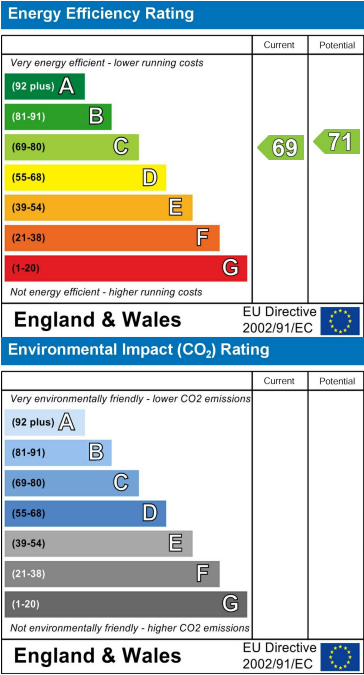 Energy Efficiency Rating
Current Potential
Very energy efficient - lower running costs
(92 plus) A
(81-91) B
(69-80) C
69 71
(55-68) D
(39-54) E
(21-38) F
(1-20) G
Not energy efficient - higher running costs
England & Wales
EU Directive
2002/91/EC
Environmental Impact (CO₂) Rating
Current Potential
Very environmentally friendly - lower CO2 emissions
(92 plus) A
(81-91) B
(69-80) C
(55-68) D
(39-54) E
(21-38) F
(1-20) G
Not environmentally friendly - higher CO2 emissions
England & Wales
EU Directive
2002/91/EC